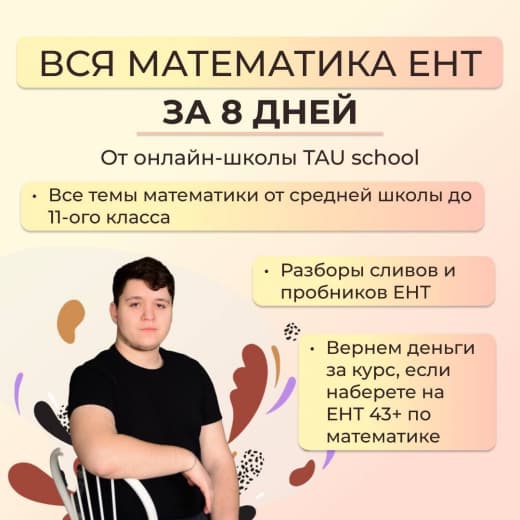 ВСЯ МАТЕМАТИКА ЕНТ
ЗА 8 ДНЕЙ
От онлайн-школы TAU school
• Все темы математики от средней школы до
11-ого класса
• Разборы сливов и
пробников ЕНТ
• Вернем деньги
за курс, если
наберете на
ЕНТ 43+ по
математике